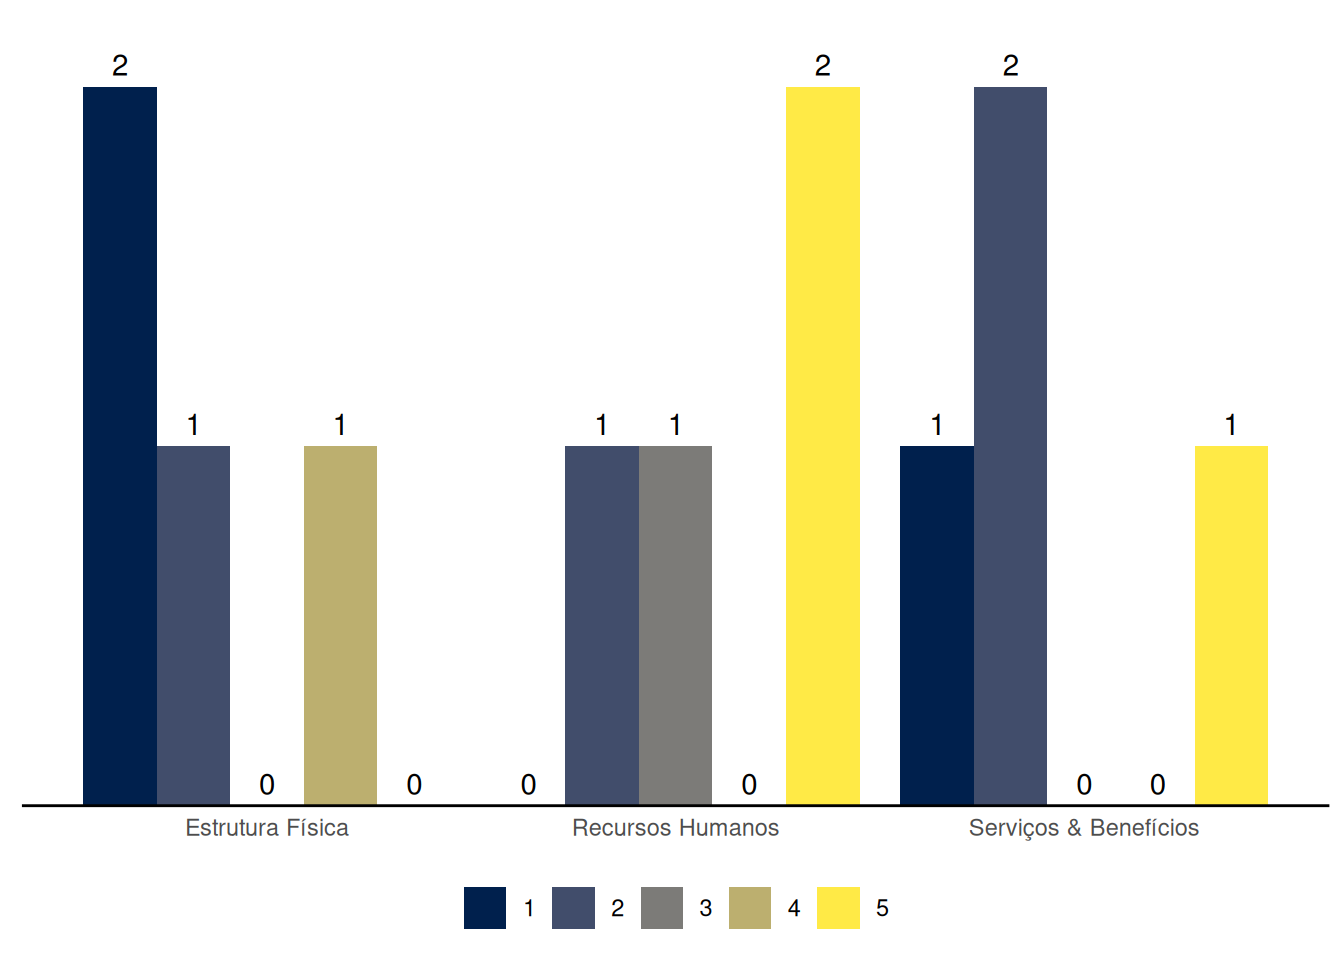 2 2 2
1 1 1 1 1 1
0 0 0 0 0 0
Estrutura Física Recursos Humanos Serviços & Benefícios
1 2 3 4 5